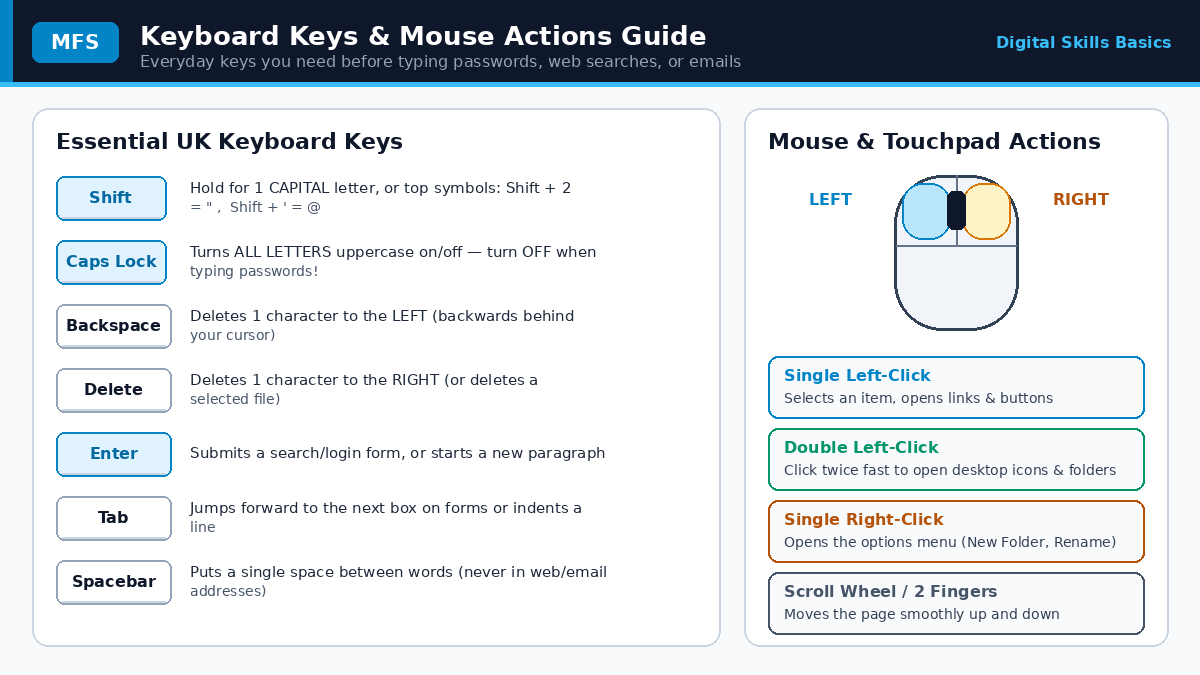 MFS
Keyboard Keys & Mouse Actions Guide
Everyday keys you need before typing passwords, web searches, or emails
Digital Skills Basics
Essential UK Keyboard Keys
Shift
Hold for 1 CAPITAL letter, or top symbols: Shift + 2
= " ,  Shift + ' = @
Caps Lock
Turns ALL LETTERS uppercase on/off — turn OFF when
typing passwords!
Backspace
Deletes 1 character to the LEFT (backwards behind
your cursor)
Delete
Deletes 1 character to the RIGHT (or deletes a
selected file)
Enter
Submits a search/login form, or starts a new paragraph
Tab
Jumps forward to the next box on forms or indents a
line
Spacebar
Puts a single space between words (never in web/email
addresses)
Mouse & Touchpad Actions
LEFT
RIGHT
Single Left-Click
Selects an item, opens links & buttons
Double Left-Click
Click twice fast to open desktop icons & folders
Single Right-Click
Opens the options menu (New Folder, Rename)
Scroll Wheel / 2 Fingers
Moves the page smoothly up and down